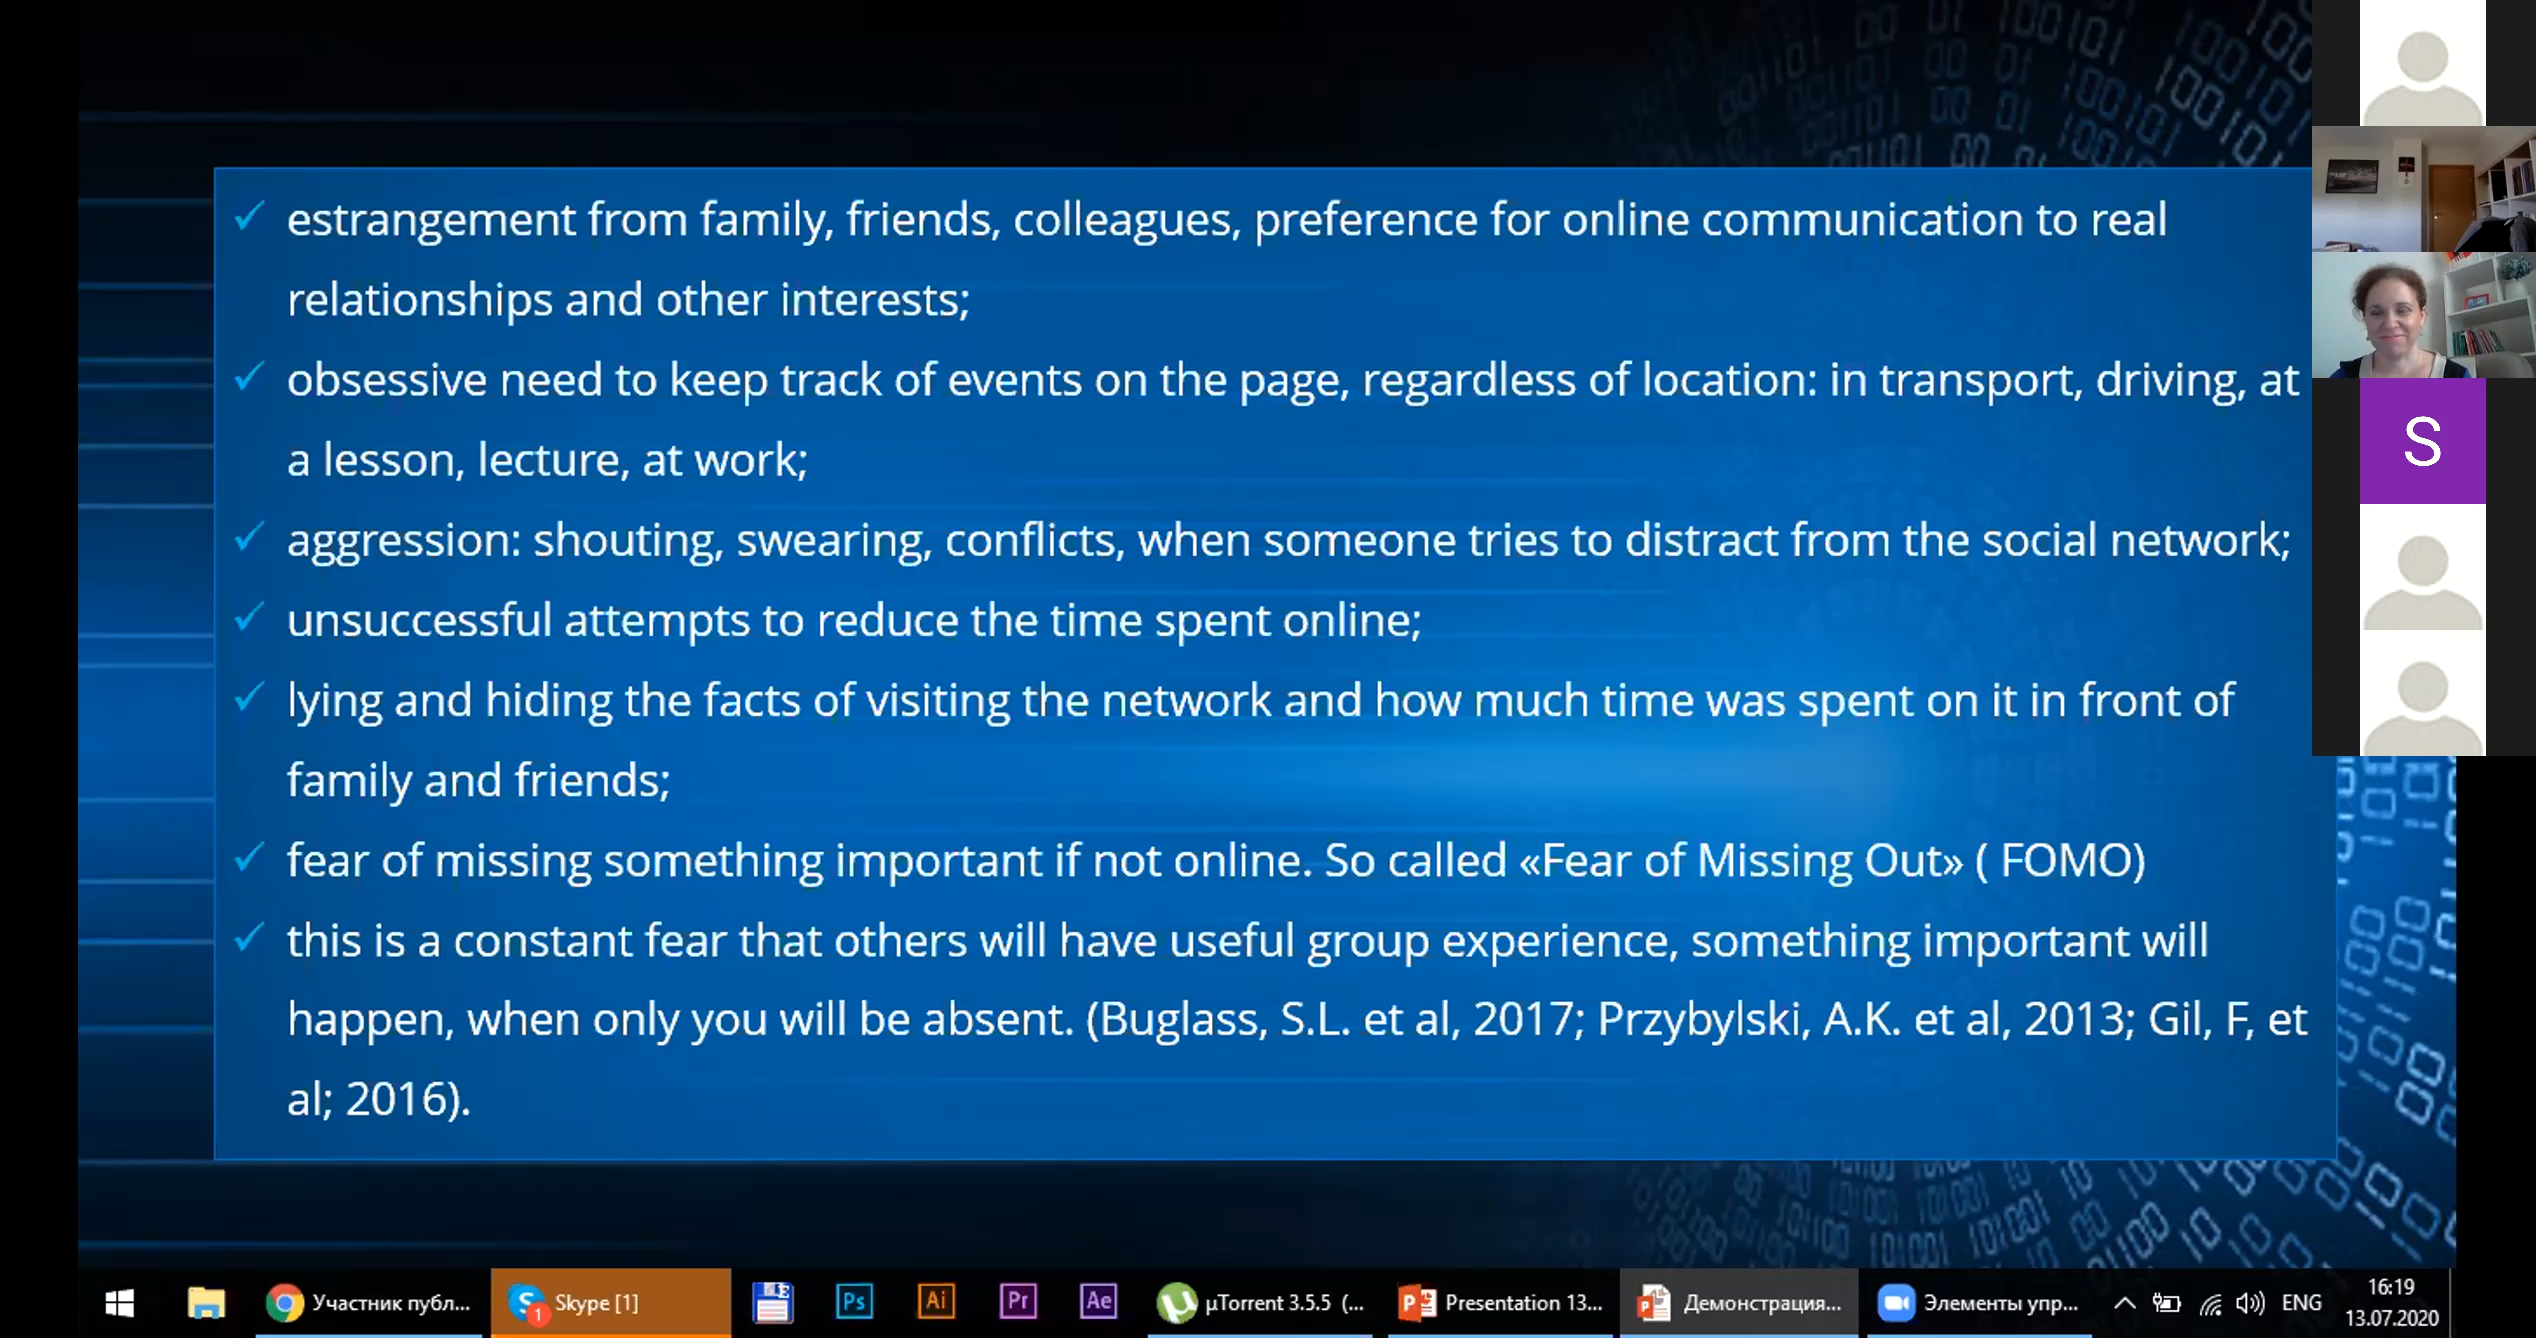 ✓ estrangement from family, friends, colleagues, preference for online communication to real
relationships and other interests;
✓ obsessive need to keep track of events on the page, regardless of location: in transport, driving, at
a lesson, lecture, at work;
✓ aggression: shouting, swearing, conflicts, when someone tries to distract from the social network;
✓ unsuccessful attempts to reduce the time spent online;
✓ lying and hiding the facts of visiting the network and how much time was spent on it in front of
family and friends;
✓ fear of missing something important if not online. So called «Fear of Missing Out» ( FOMO)
✓ this is a constant fear that others will have useful group experience, something important will
happen, when only you will be absent. (Buglass, S.L. et al, 2017; Przybylski, A.K. et al, 2013; Gil, F, et
al; 2016).
S
Участник публ...
S 1 Skype [1]
Ps
Ai
Pr
Ae
µTorrent 3.5.5 (...
Presentation 13...
Демонстрация...
Элементы упр...
ENG
16:19
13.07.2020